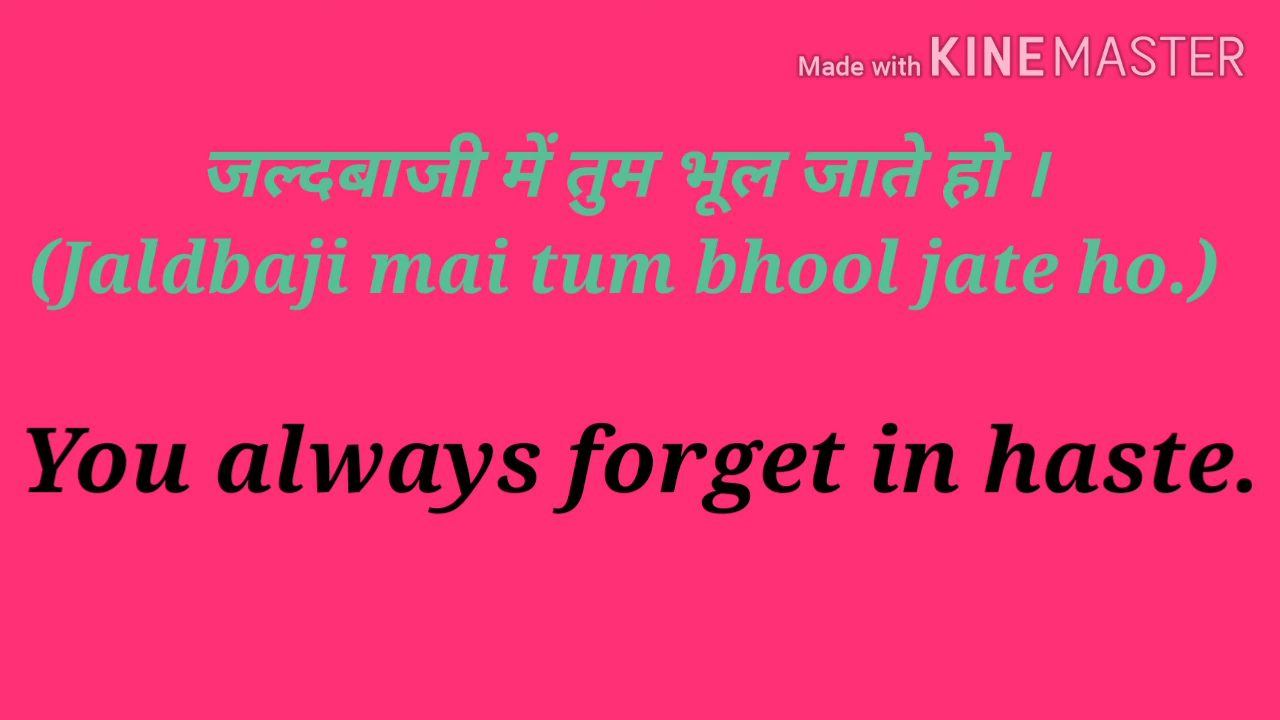 Made with KINEMASTER
जल्दबाजी में तुम भूल जाते हो ।
(Jaldbaji mai tum bhool jate ho.)
You always forget in haste.